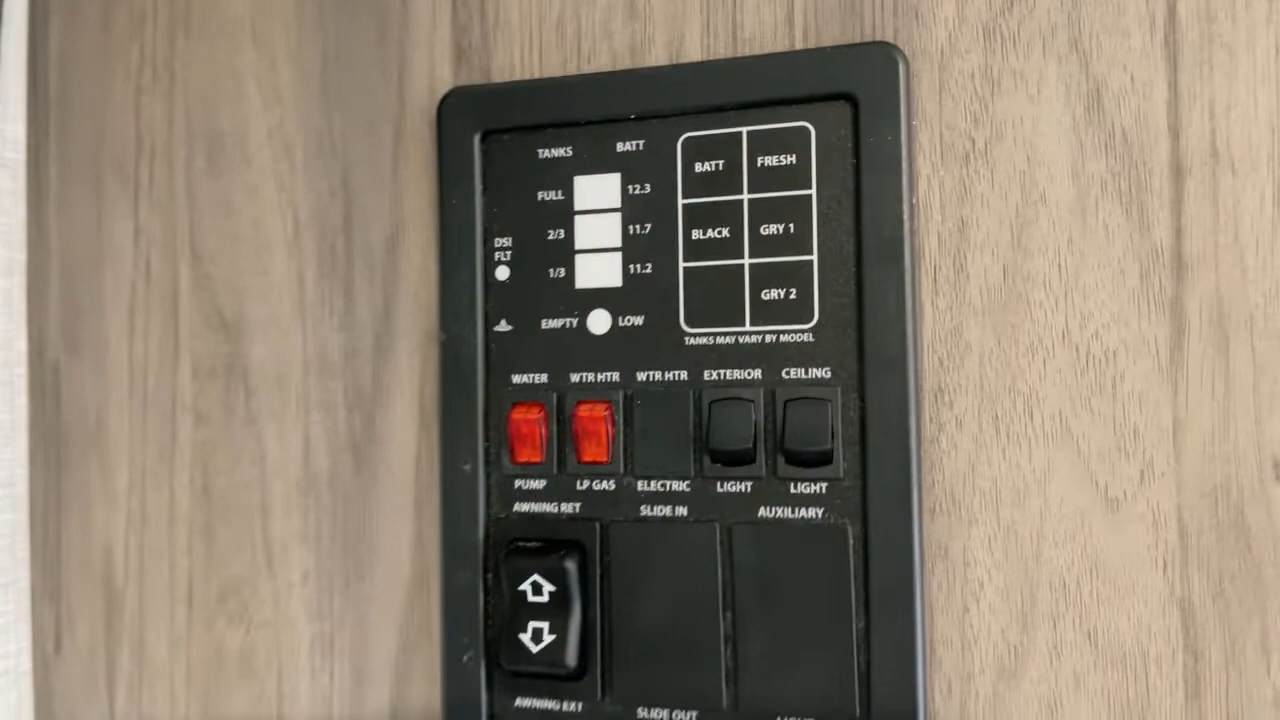 TANKS BATT
FULL 12.3
2/3 11.7
1/3 11.2
EMPTY LOW
DSI
FLT
BATT FRESH
BLACK GRY 1
GRY 2
TANKS MAY VARY BY MODEL
WATER WTR HTR WTR HTR EXTERIOR CEILING
PUMP LP GAS ELECTRIC LIGHT LIGHT
AWNING RET SLIDE IN AUXILIARY
AWNING EXT SLIDE OUT LIGHT